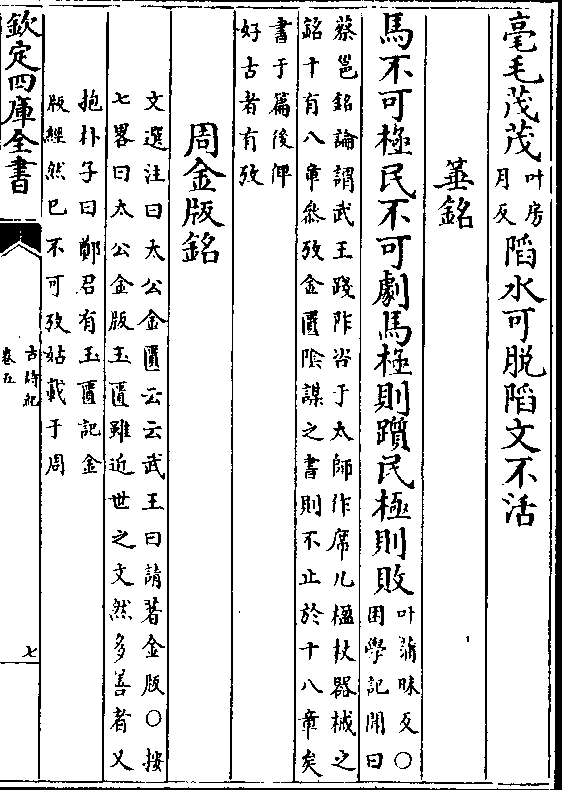 毫毛茂茂叶房月反陷水可脱陷文不活
箠銘
馬不可極民不可劇馬極則躓民極則敗叶蒲昧反○困學記聞曰
蔡邕銘論謂武王踐阼咨于太師作席几楹杖器械之
銘十有八章叅攷金匱隂謀之書則不止於十八章矣
書于篇後俾
好古者有攷
周金版銘
文選注曰太公金匱云云武王曰請著金版○按
七畧曰太公金版玉匱雖近世之文然多善者又
抱朴子曰鄭君有玉匱記金
版經然已不可攷姑載于周
欽定四庫全書
古詩紀
卷五
七